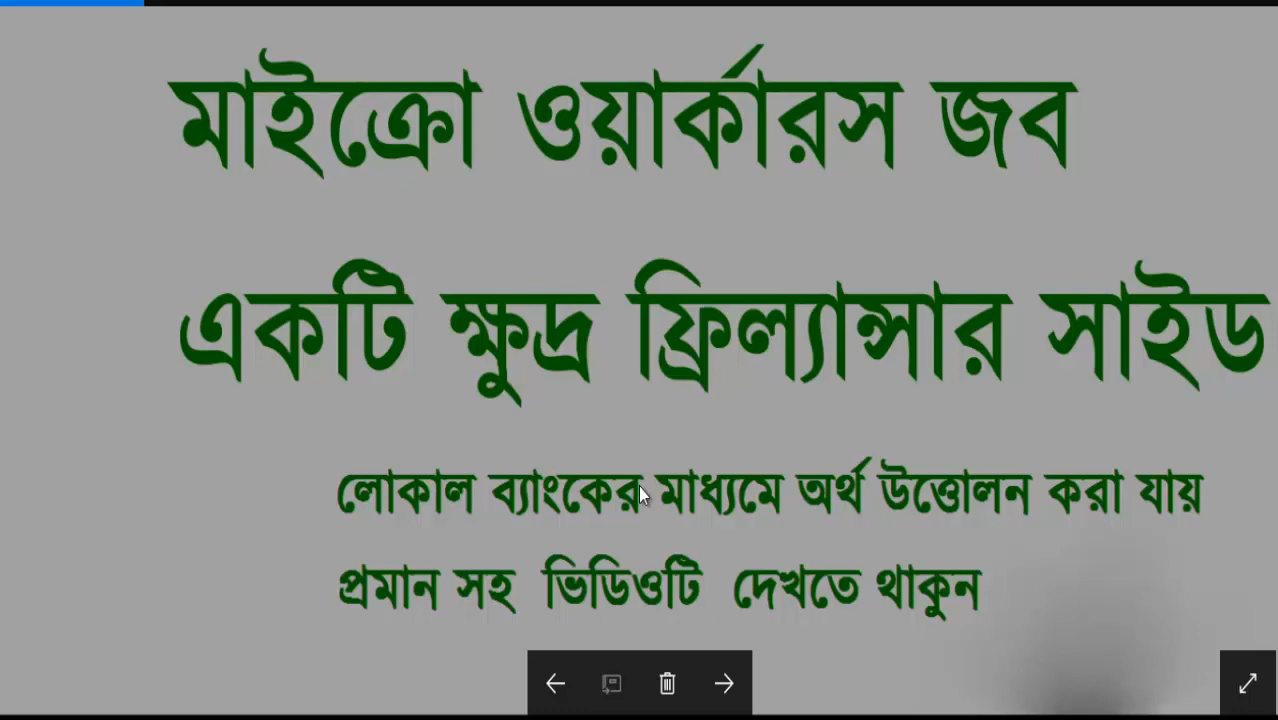 মাইক্রো ওয়ার্কারস জব
একটি ক্ষুদ্র ফ্রিল্যান্সার সাইড
লোকাল ব্যাংকের মাধ্যমে অর্থ উত্তোলন করা যায়
প্রমান সহ ভিডিওটি দেখতে থাকুন